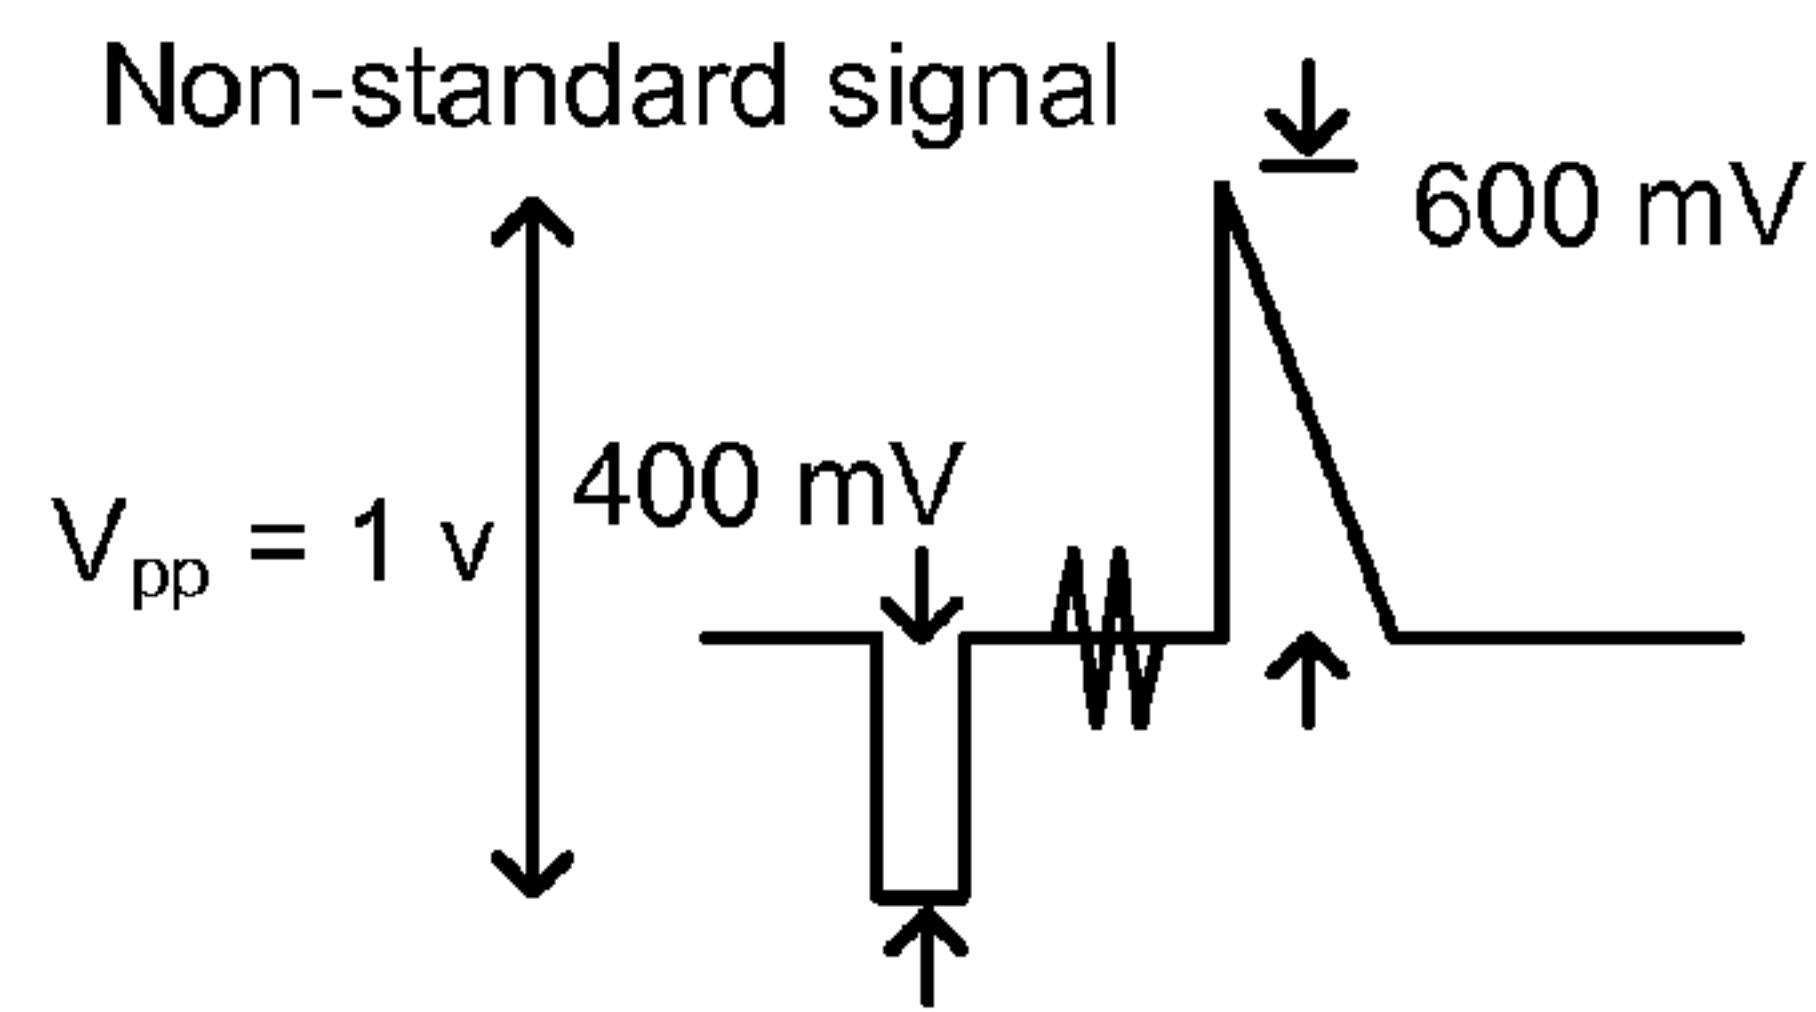 Non-standard signal
600 mV
400 mV
Vpp = 1 v